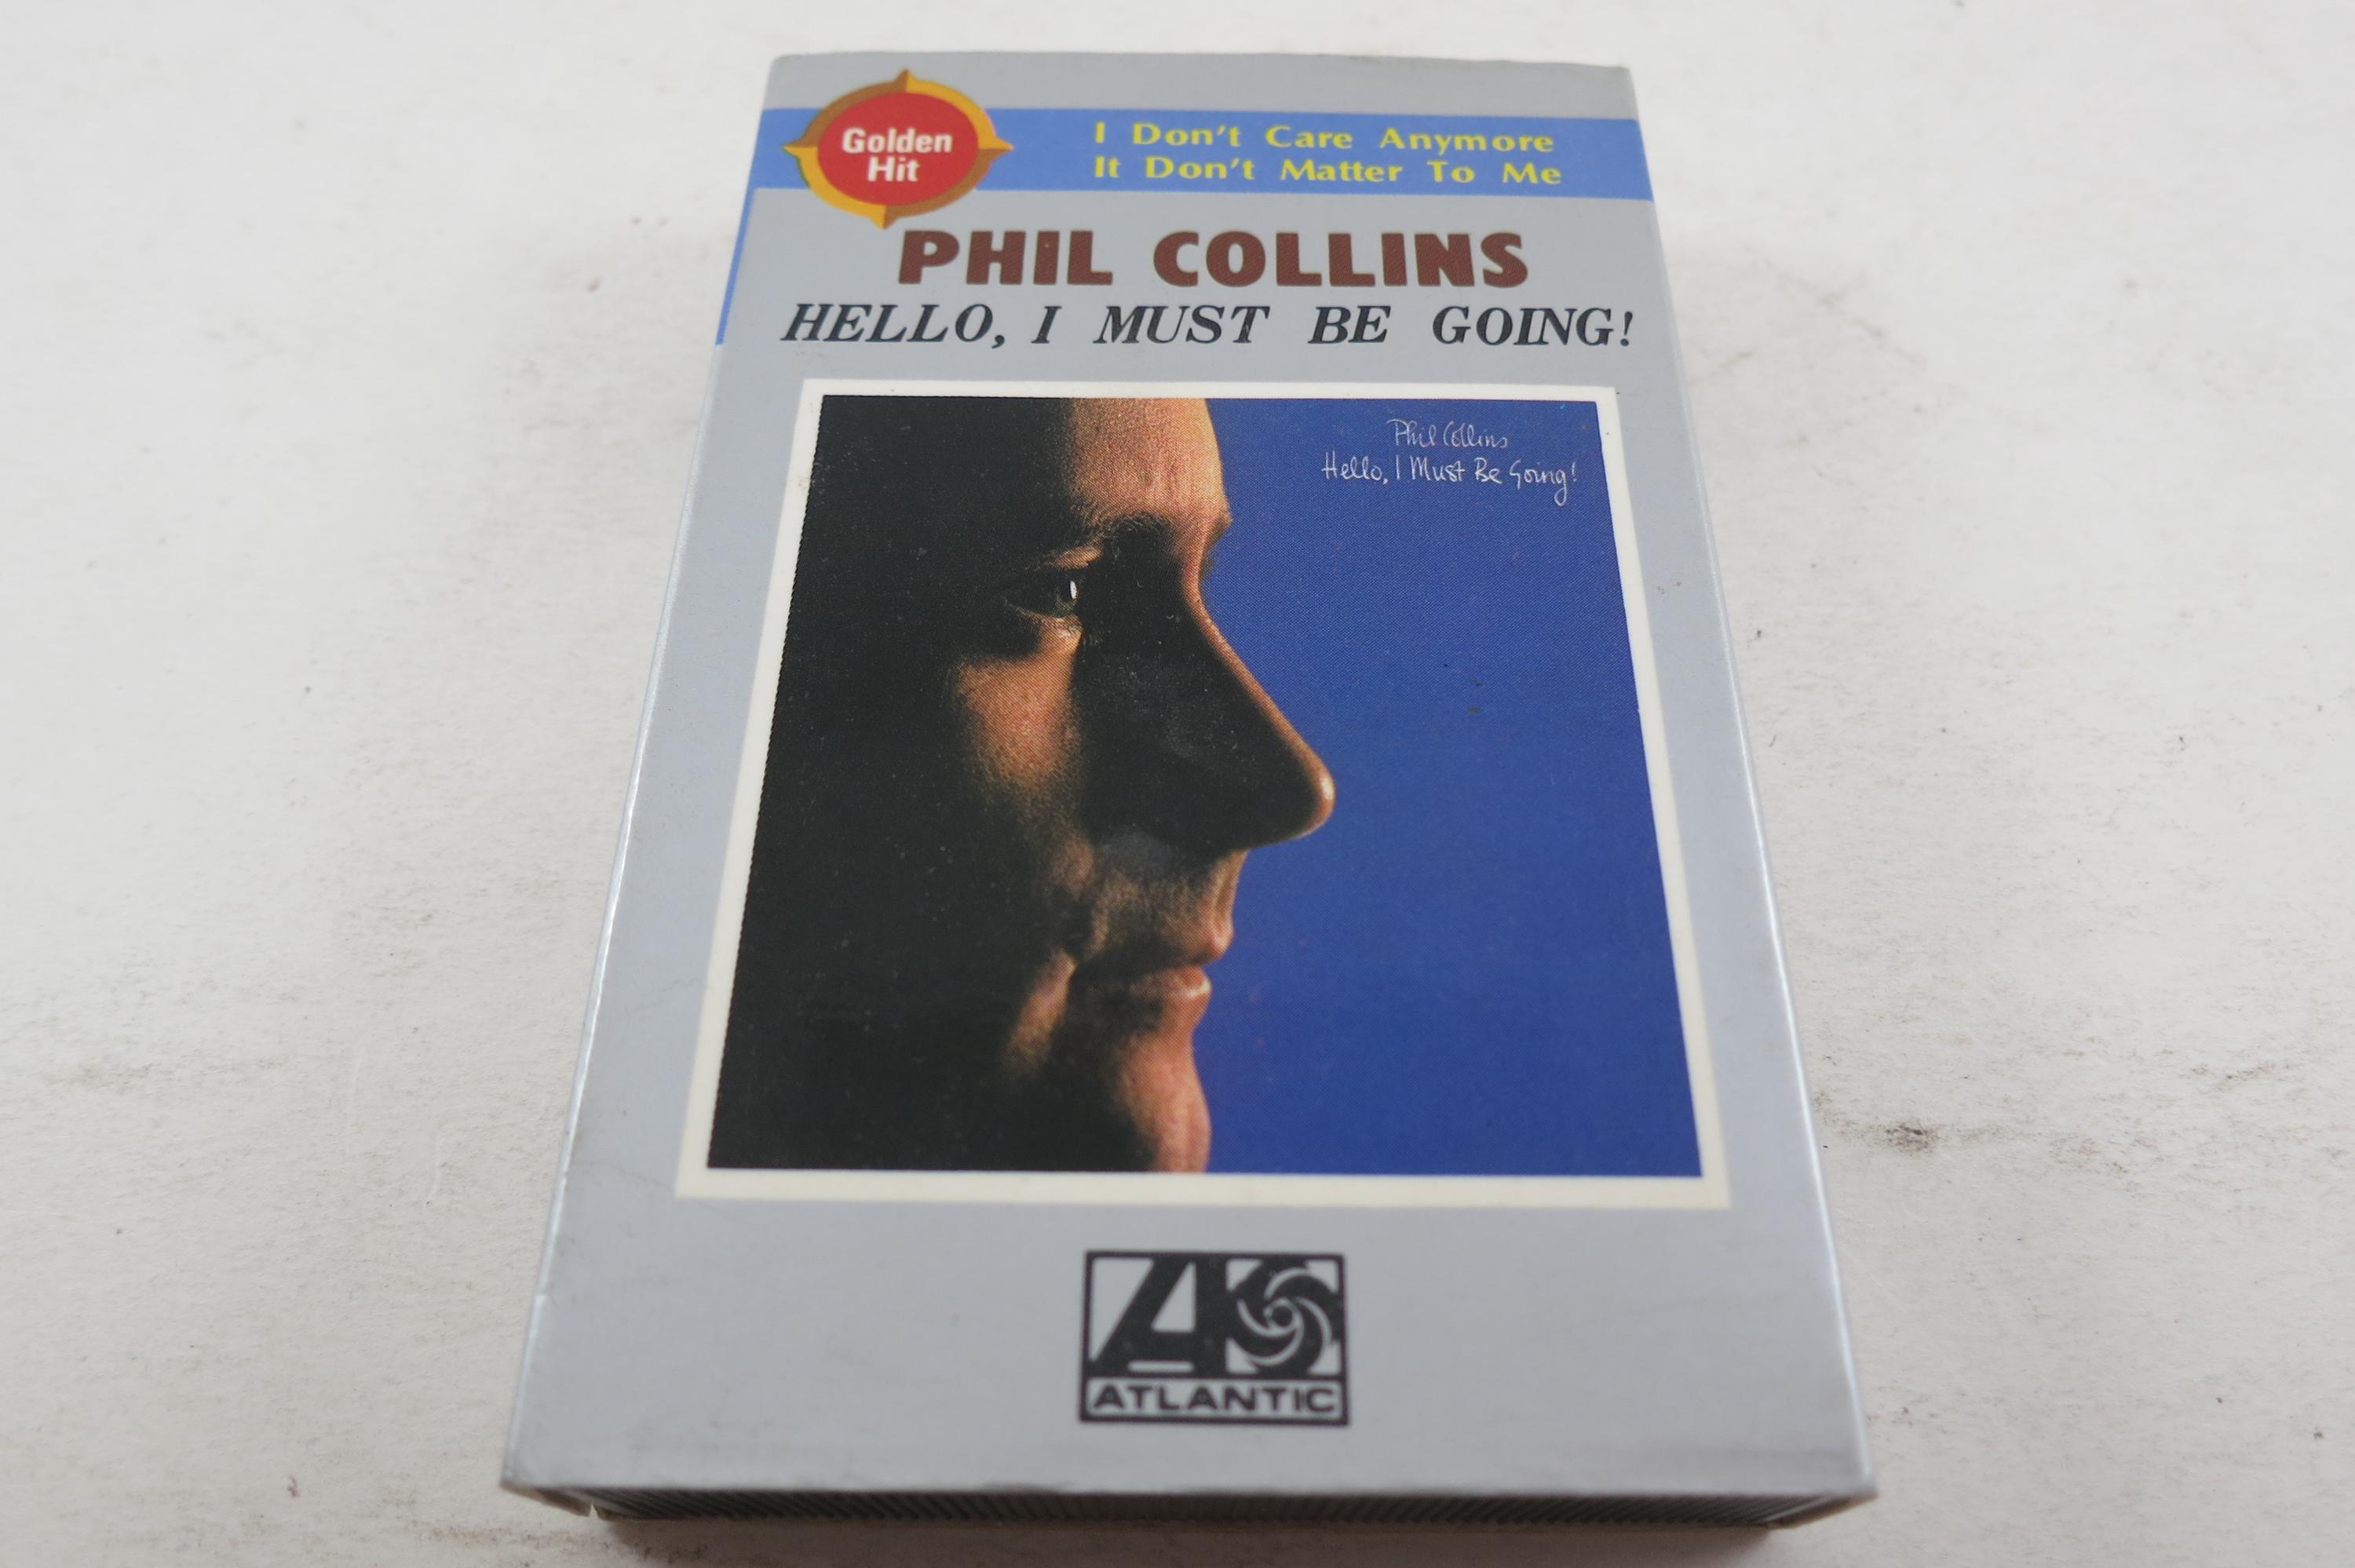 Golden
Hit
I Don't Care Anymore
It Don't Matter To Me
PHIL COLLINS
HELLO, I MUST BE GOING!
Phil Collins
Hello, I Must Be Going!
ATLANTIC